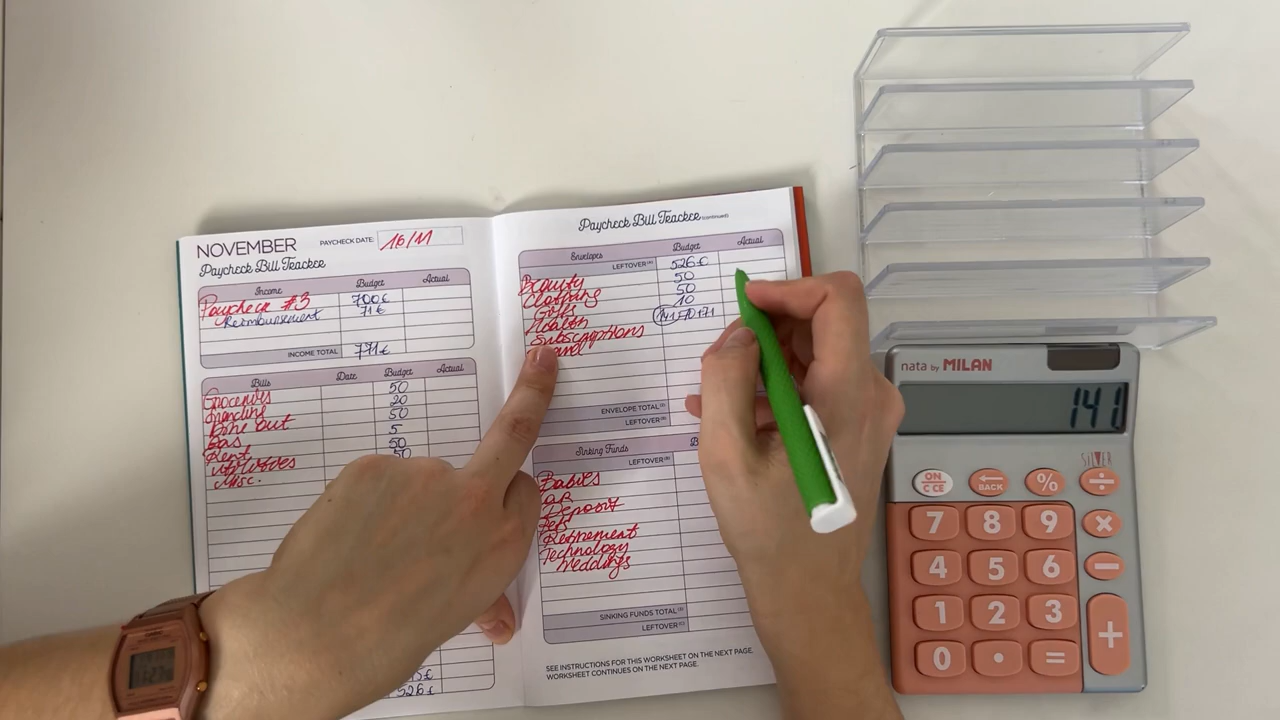 NOVEMBER
PAYCHECK DATE: 16/11
Paycheck Bill Tracker
Income Budget Actual
Paycheck #3 700€
Reimbursement 71€
INCOME TOTAL 771€
Bills Date Budget Actual
Groceries 50
20
50
Gas 5
Rent 50
Utilities 50
Misc.
526€
Paycheck Bill Tracker (continued)
Envelopes Budget Actual
LEFTOVER 526€
Beauty 50
Clothing 50
Gifts 10
Health
Subscriptions
ENVELOPE TOTAL
LEFTOVER
Sinking Funds
LEFTOVER
Babies
Car
Deposit
Pets
Retirement
Technology
Weddings
SINKING FUNDS TOTAL
LEFTOVER
SEE INSTRUCTIONS FOR THIS WORKSHEET ON THE NEXT PAGE.
WORKSHEET CONTINUES ON THE NEXT PAGE.
nata by MILAN
141
SILVER
ON/C CE BACK % ÷
7 8 9 ×
4 5 6 −
1 2 3 +
0 • =
CASIO